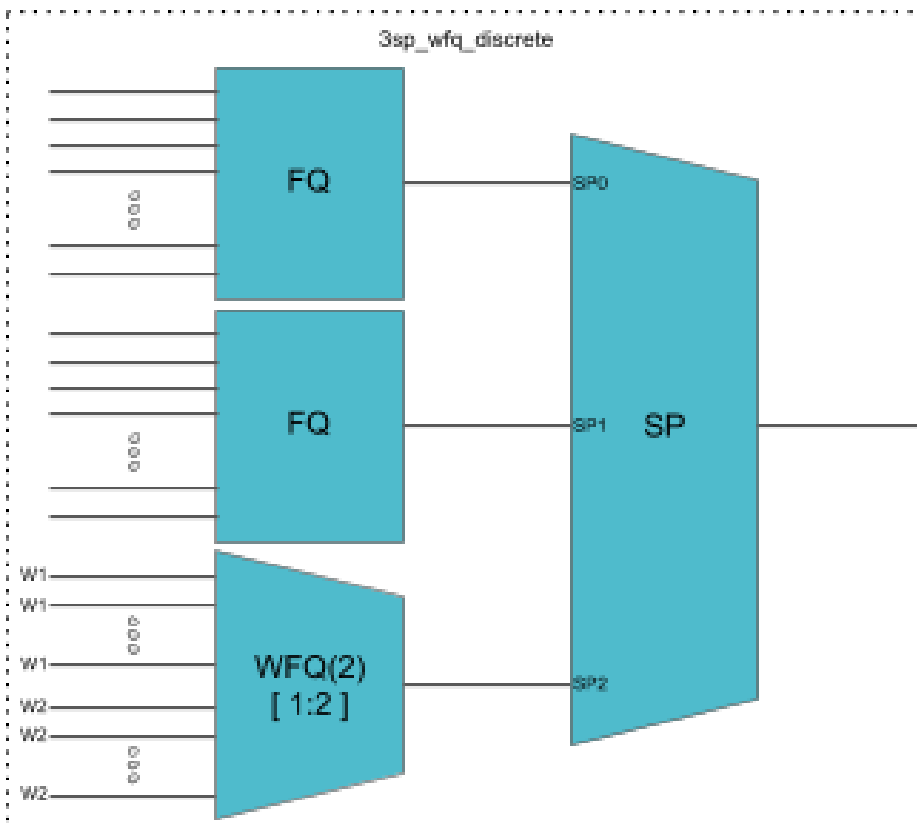 3sp_wfq_discrete
FQ
SP0
FQ
SP1
SP
W1
W1
W1
WFQ(2)
[ 1:2 ]
SP2
W2
W2
W2